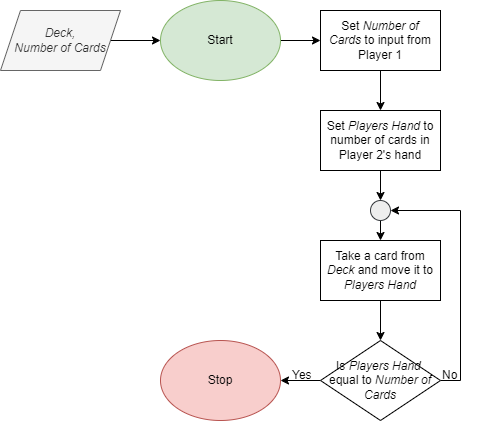 Deck,
Number of Cards
Start
Set Number of
Cards to input from
Player 1
Set Players Hand to
number of cards in
Player 2's hand
Take a card from
Deck and move it to
Players Hand
Is Players Hand
equal to Number of
Cards
Yes
No
Stop